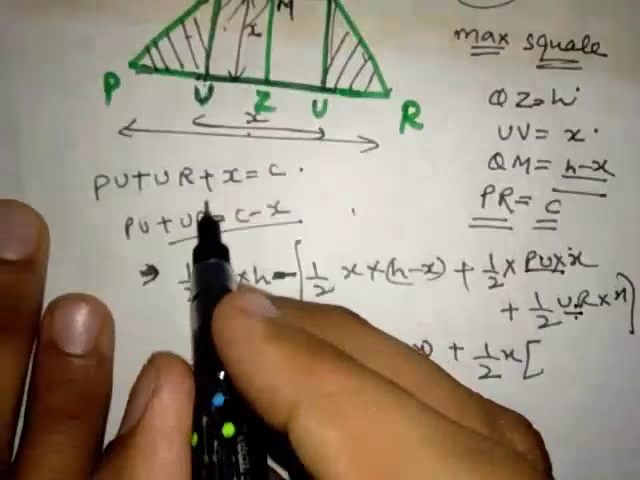 M
x
P U Z U R
x
max square
QZ=h
UV= x
QM= h-x
PR= c
PU+UR+x=c.
PU+U = c-x
× h - [ 1/2 x × (h-x) + 1/2 × PU×x
+ 1/2 UR×x ]
+ 1/2 x [